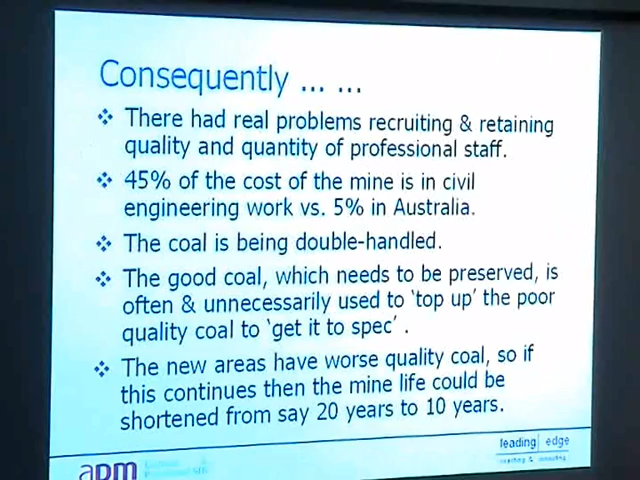 Consequently ... ...
There had real problems recruiting & retaining
quality and quantity of professional staff.
45% of the cost of the mine is in civil
engineering work vs. 5% in Australia.
The coal is being double-handled.
The good coal, which needs to be preserved, is
often & unnecessarily used to 'top up' the poor
quality coal to 'get it to spec' .
The new areas have worse quality coal, so if
this continues then the mine life could be
shortened from say 20 years to 10 years.
leading edge
apm